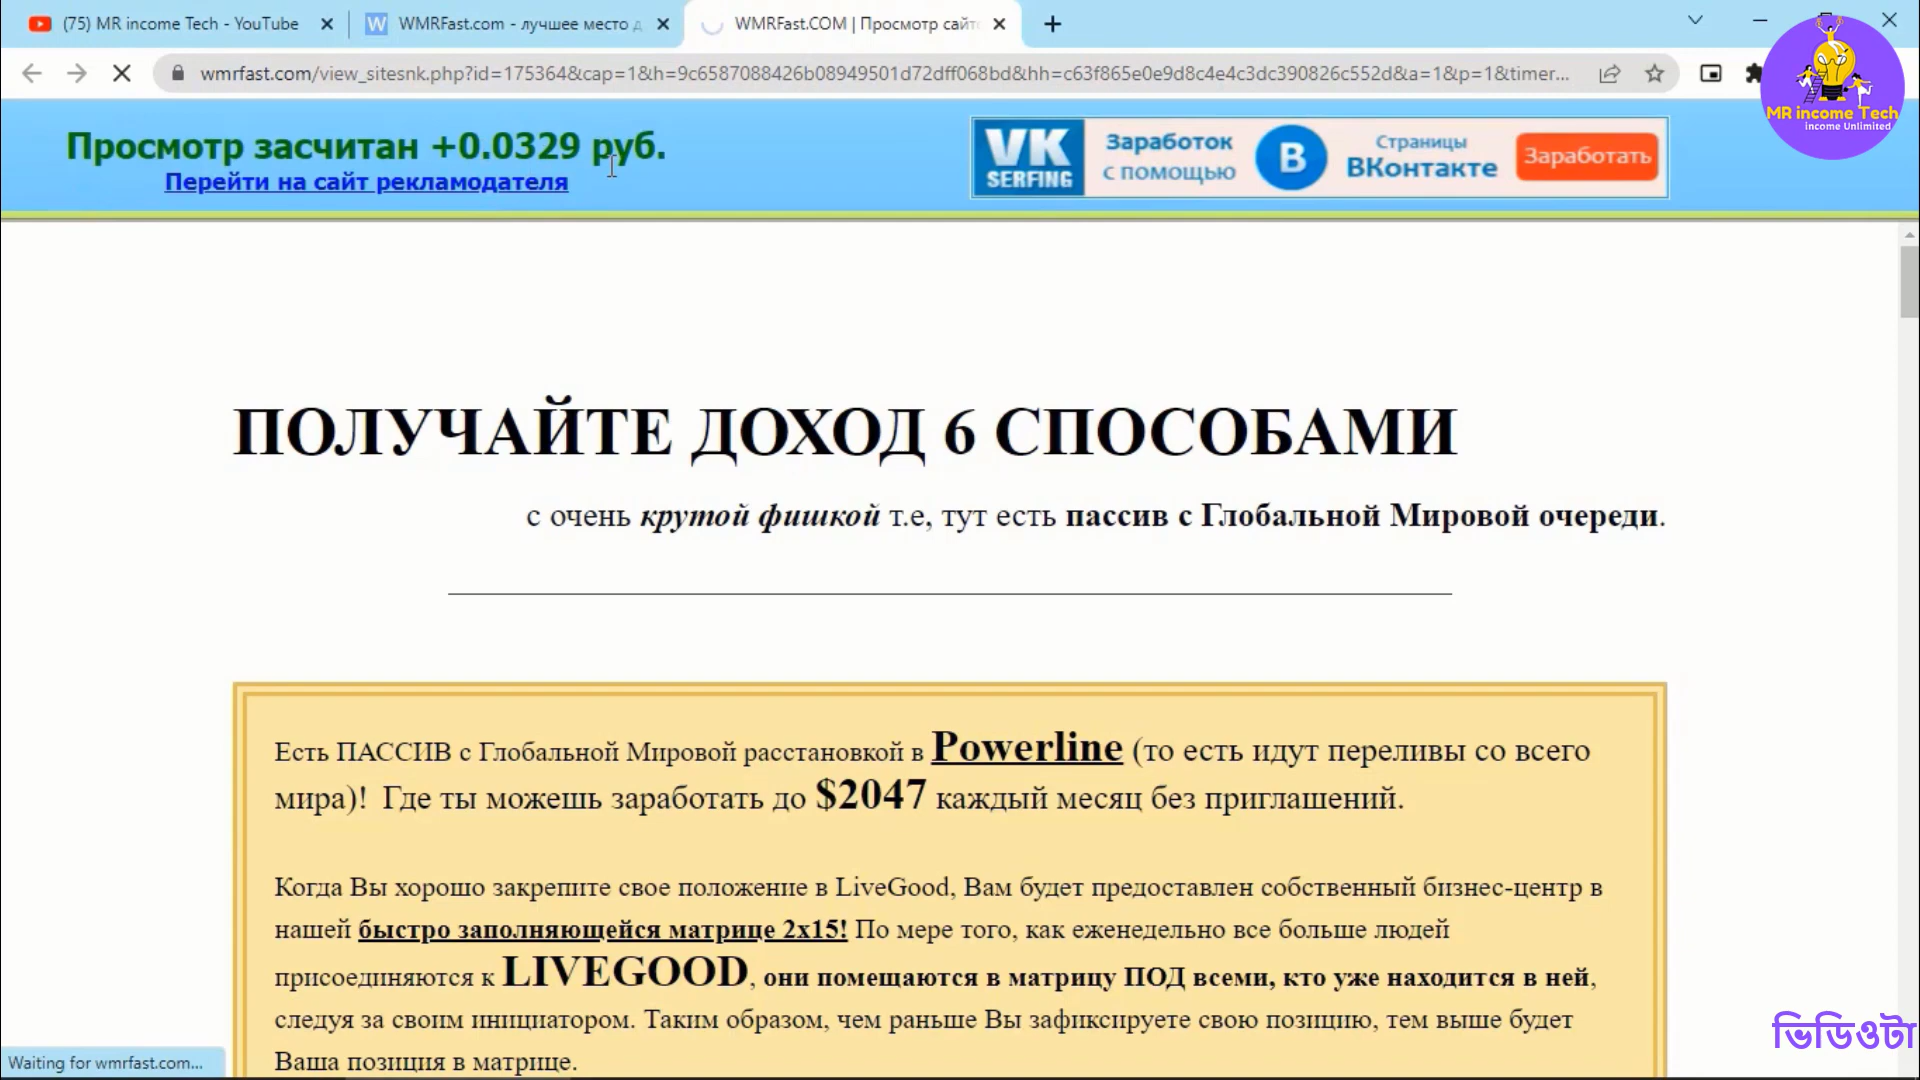 (75) MR income Tech - YouTube
WMRFast.com - лучшее место д
WMRFast.COM | Просмотр сайт
wmrfast.com/view_sitesnk.php?id=175364&cap=1&h=9c6587088426b08949501d72dff068bd&hh=c63f865e0e9d8c4e4c3dc390826c552d&a=1&p=1&timer...
MR income Tech
Income Unlimited
Просмотр засчитан +0.0329 руб.
Перейти на сайт рекламодателя
VK
SERFING
Заработок
с помощью
B
Страницы
ВКонтакте
Заработать
ПОЛУЧАЙТЕ ДОХОД 6 СПОСОБАМИ
с очень крутой фишкой т.е, тут есть пассив с Глобальной Мировой очереди.
Есть ПАССИВ с Глобальной Мировой расстановкой в Powerline (то есть идут переливы со всего
мира)! Где ты можешь заработать до $2047 каждый месяц без приглашений.
Когда Вы хорошо закрепите свое положение в LiveGood, Вам будет предоставлен собственный бизнес-центр в
нашей быстро заполняющейся матрице 2x15! По мере того, как еженедельно все больше людей
присоединяются к LIVEGOOD, они помещаются в матрицу ПОД всеми, кто уже находится в ней,
следуя за своим инициатором. Таким образом, чем раньше Вы зафиксируете свою позицию, тем выше будет
Ваша позиция в матрице.
Waiting for wmrfast.com...
ভিডিওটা